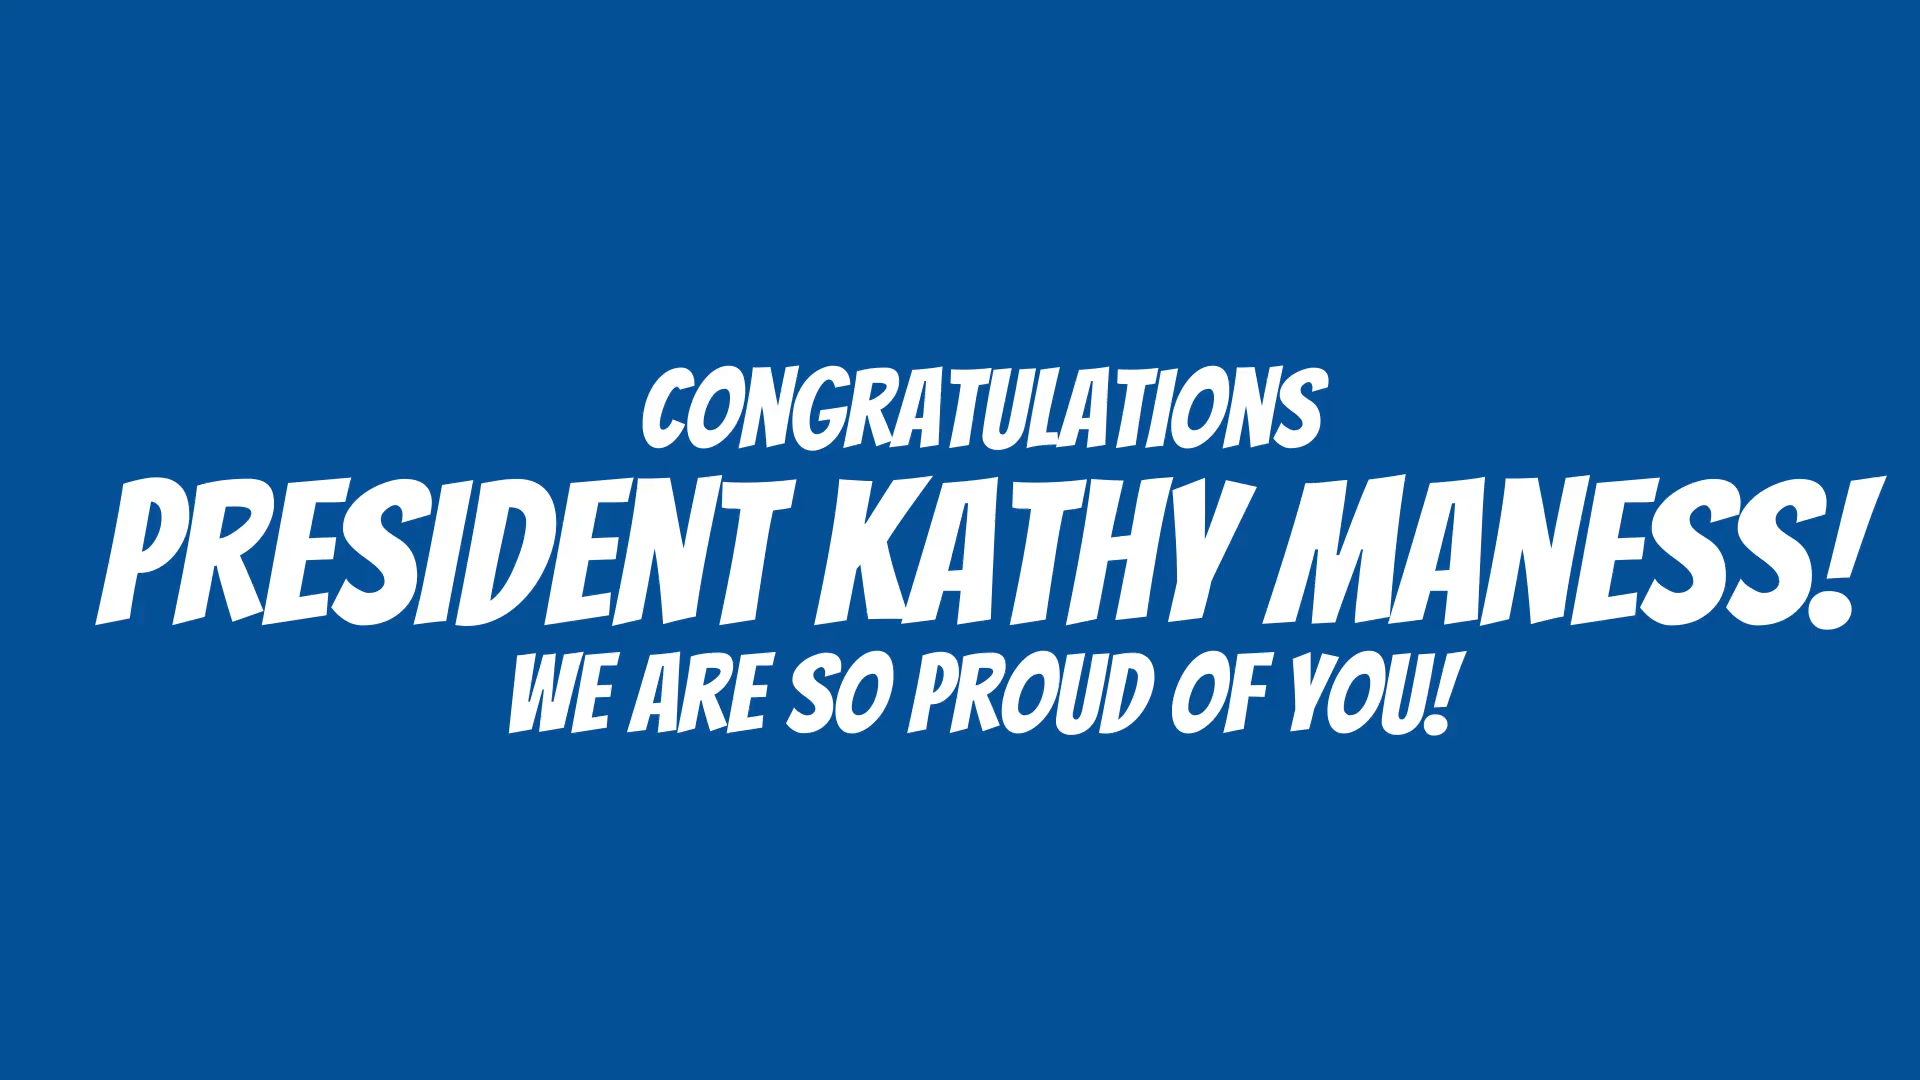 CONGRATULATIONS
PRESIDENT KATHY MANESS!
WE ARE SO PROUD OF YOU!